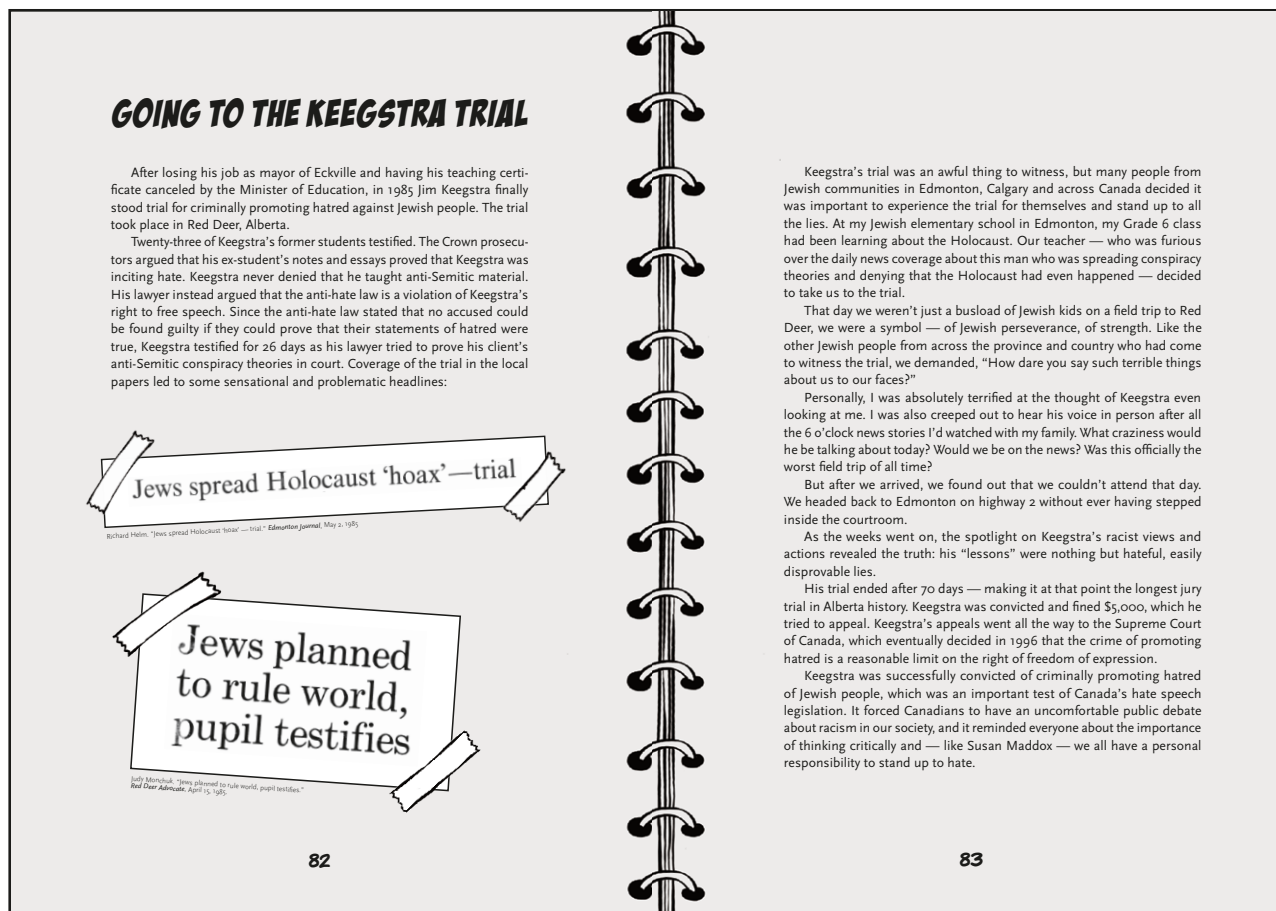 GOING TO THE KEEGSTRA TRIAL
After losing his job as mayor of Eckville and having his teaching certi-
ficate canceled by the Minister of Education, in 1985 Jim Keegstra finally
stood trial for criminally promoting hatred against Jewish people. The trial
took place in Red Deer, Alberta.
Twenty-three of Keegstra's former students testified. The Crown prosecu-
tors argued that his ex-student's notes and essays proved that Keegstra was
inciting hate. Keegstra never denied that he taught anti-Semitic material.
His lawyer instead argued that the anti-hate law is a violation of Keegstra's
right to free speech. Since the anti-hate law stated that no accused could
be found guilty if they could prove that their statements of hatred were
true, Keegstra testified for 26 days as his lawyer tried to prove his client's
anti-Semitic conspiracy theories in court. Coverage of the trial in the local
papers led to some sensational and problematic headlines:
Jews spread Holocaust 'hoax'—trial
Richard Helm, "Jews spread Holocaust 'hoax' — trial." Edmonton Journal, May 2, 1985
Jews planned
to rule world,
pupil testifies
Judy Monchuk, "Jews planned to rule world, pupil testifies."
Red Deer Advocate, April 15, 1985.
82
Keegstra's trial was an awful thing to witness, but many people from
Jewish communities in Edmonton, Calgary and across Canada decided it
was important to experience the trial for themselves and stand up to all
the lies. At my Jewish elementary school in Edmonton, my Grade 6 class
had been learning about the Holocaust. Our teacher — who was furious
over the daily news coverage about this man who was spreading conspiracy
theories and denying that the Holocaust had even happened — decided
to take us to the trial.
That day we weren't just a busload of Jewish kids on a field trip to Red
Deer, we were a symbol — of Jewish perseverance, of strength. Like the
other Jewish people from across the province and country who had come
to witness the trial, we demanded, "How dare you say such terrible things
about us to our faces?"
Personally, I was absolutely terrified at the thought of Keegstra even
looking at me. I was also creeped out to hear his voice in person after all
the 6 o'clock news stories I'd watched with my family. What craziness would
he be talking about today? Would we be on the news? Was this officially the
worst field trip of all time?
But after we arrived, we found out that we couldn't attend that day.
We headed back to Edmonton on highway 2 without ever having stepped
inside the courtroom.
As the weeks went on, the spotlight on Keegstra's racist views and
actions revealed the truth: his "lessons" were nothing but hateful, easily
disprovable lies.
His trial ended after 70 days — making it at that point the longest jury
trial in Alberta history. Keegstra was convicted and fined $5,000, which he
tried to appeal. Keegstra's appeals went all the way to the Supreme Court
of Canada, which eventually decided in 1996 that the crime of promoting
hatred is a reasonable limit on the right of freedom of expression.
Keegstra was successfully convicted of criminally promoting hatred
of Jewish people, which was an important test of Canada's hate speech
legislation. It forced Canadians to have an uncomfortable public debate
about racism in our society, and it reminded everyone about the importance
of thinking critically and — like Susan Maddox — we all have a personal
responsibility to stand up to hate.
83